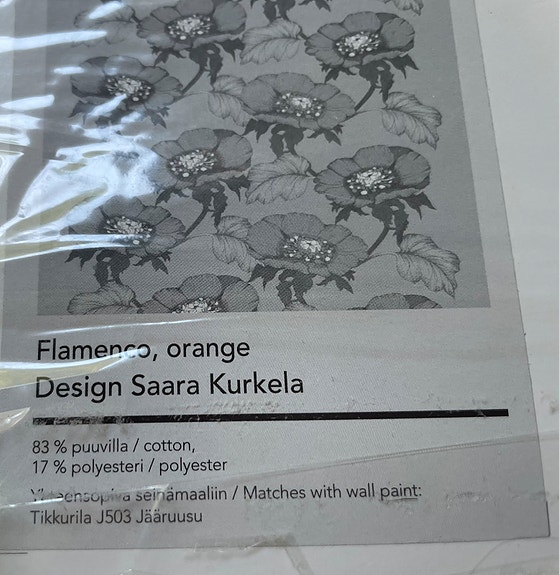 Flamenco, orange
Design Saara Kurkela
83 % puuvilla / cotton,
17 % polyesteri / polyester
Yhteensopiva seinämaaliin / Matches with wall paint:
Tikkurila J503 Jääruusu